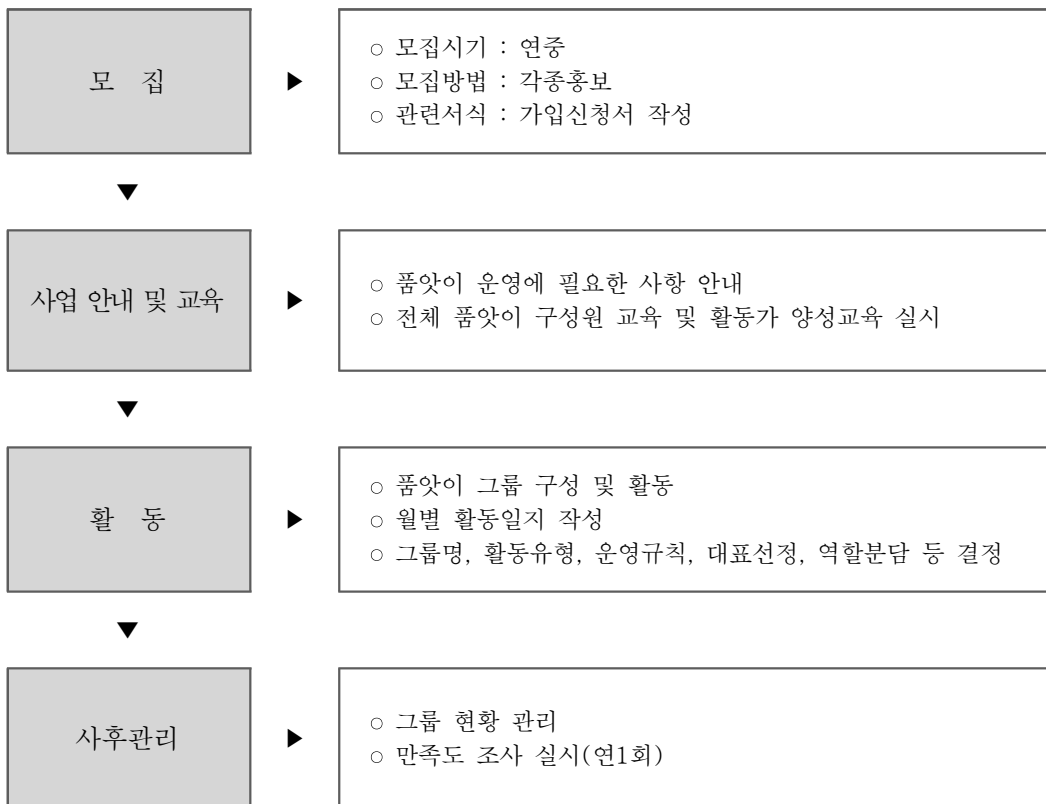 모 집
▶
○ 모집시기 : 연중
○ 모집방법 : 각종홍보
○ 관련서식 : 가입신청서 작성
▼
사업 안내 및 교육
▶
○ 품앗이 운영에 필요한 사항 안내
○ 전체 품앗이 구성원 교육 및 활동가 양성교육 실시
▼
활 동
▶
○ 품앗이 그룹 구성 및 활동
○ 월별 활동일지 작성
○ 그룹명, 활동유형, 운영규칙, 대표선정, 역할분담 등 결정
▼
사후관리
▶
○ 그룹 현황 관리
○ 만족도 조사 실시(연1회)